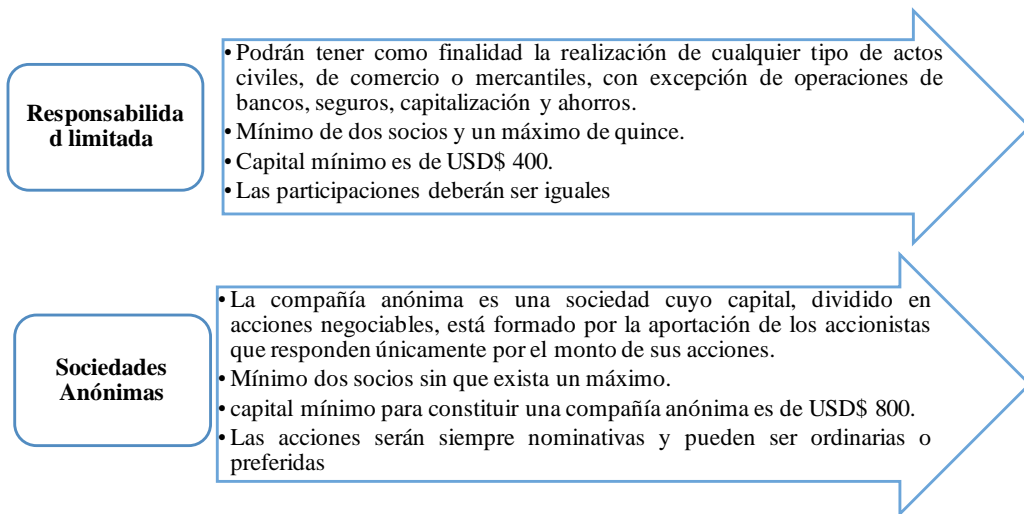 Responsabilida
d limitada
• Podrán tener como finalidad la realización de cualquier tipo de actos
civiles, de comercio o mercantiles, con excepción de operaciones de
bancos, seguros, capitalización y ahorros.
• Mínimo de dos socios y un máximo de quince.
• Capital mínimo es de USD$ 400.
• Las participaciones deberán ser iguales
Sociedades
Anónimas
• La compañía anónima es una sociedad cuyo capital, dividido en
acciones negociables, está formado por la aportación de los accionistas
que responden únicamente por el monto de sus acciones.
• Mínimo dos socios sin que exista un máximo.
• capital mínimo para constituir una compañía anónima es de USD$ 800.
• Las acciones serán siempre nominativas y pueden ser ordinarias o
preferidas